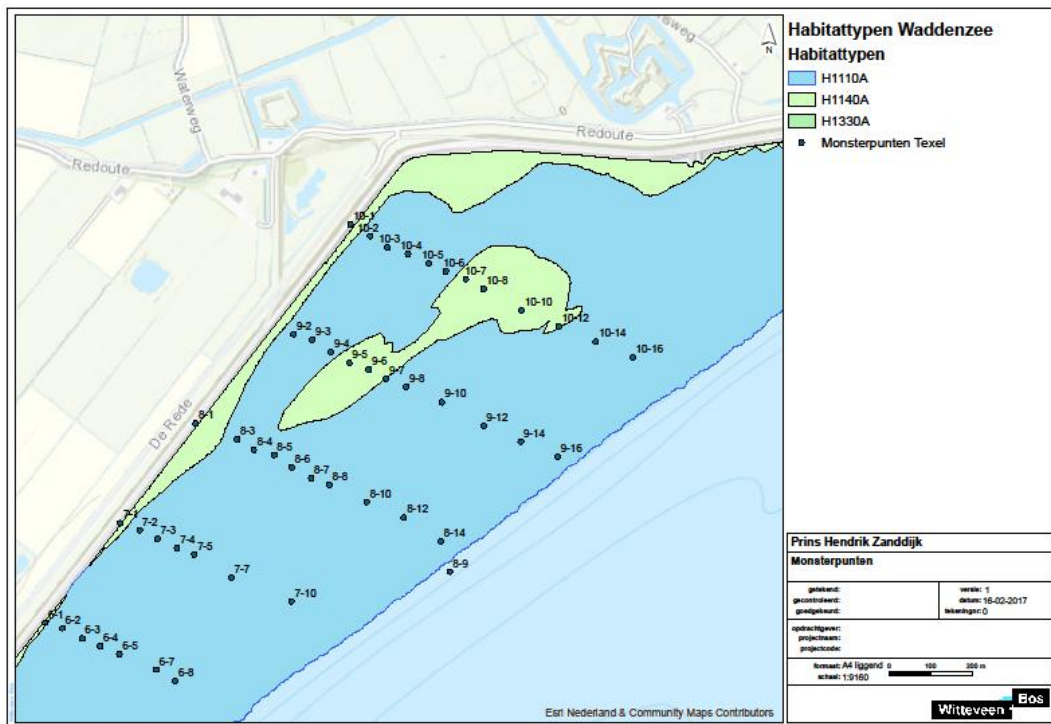 Habitattypen Waddenzee
Habitattypen
H1110A
H1140A
H1330A
Monsterpunten Texel
N
Waterweg
Redoute
Redoute
De Rede
10-1
10-2
10-3
10-4
10-5
10-6
10-7
10-8
10-10
10-12
10-14
10-16
9-2
9-3
9-4
9-5
9-6
9-7
9-8
9-10
9-12
9-14
9-16
8-1
8-3
8-4
8-5
8-6
8-7
8-8
8-10
8-12
8-14
8-9
7-1
7-2
7-3
7-4
7-5
7-7
7-10
6-1
6-2
6-3
6-4
6-5
6-7
6-8
Esri Nederland & Community Maps Contributors
Prins Hendrik Zanddijk
Monsterpunten
getekend:
gecontroleerd:
goedgekeurd:
versie: 1
datum: 16-02-2017
tekeningnr: 0
opdrachtgever:
projectnaam:
projectcode:
formaat: A4 liggend
schaal: 1:9160
0 100 300 m
Witteveen + Bos